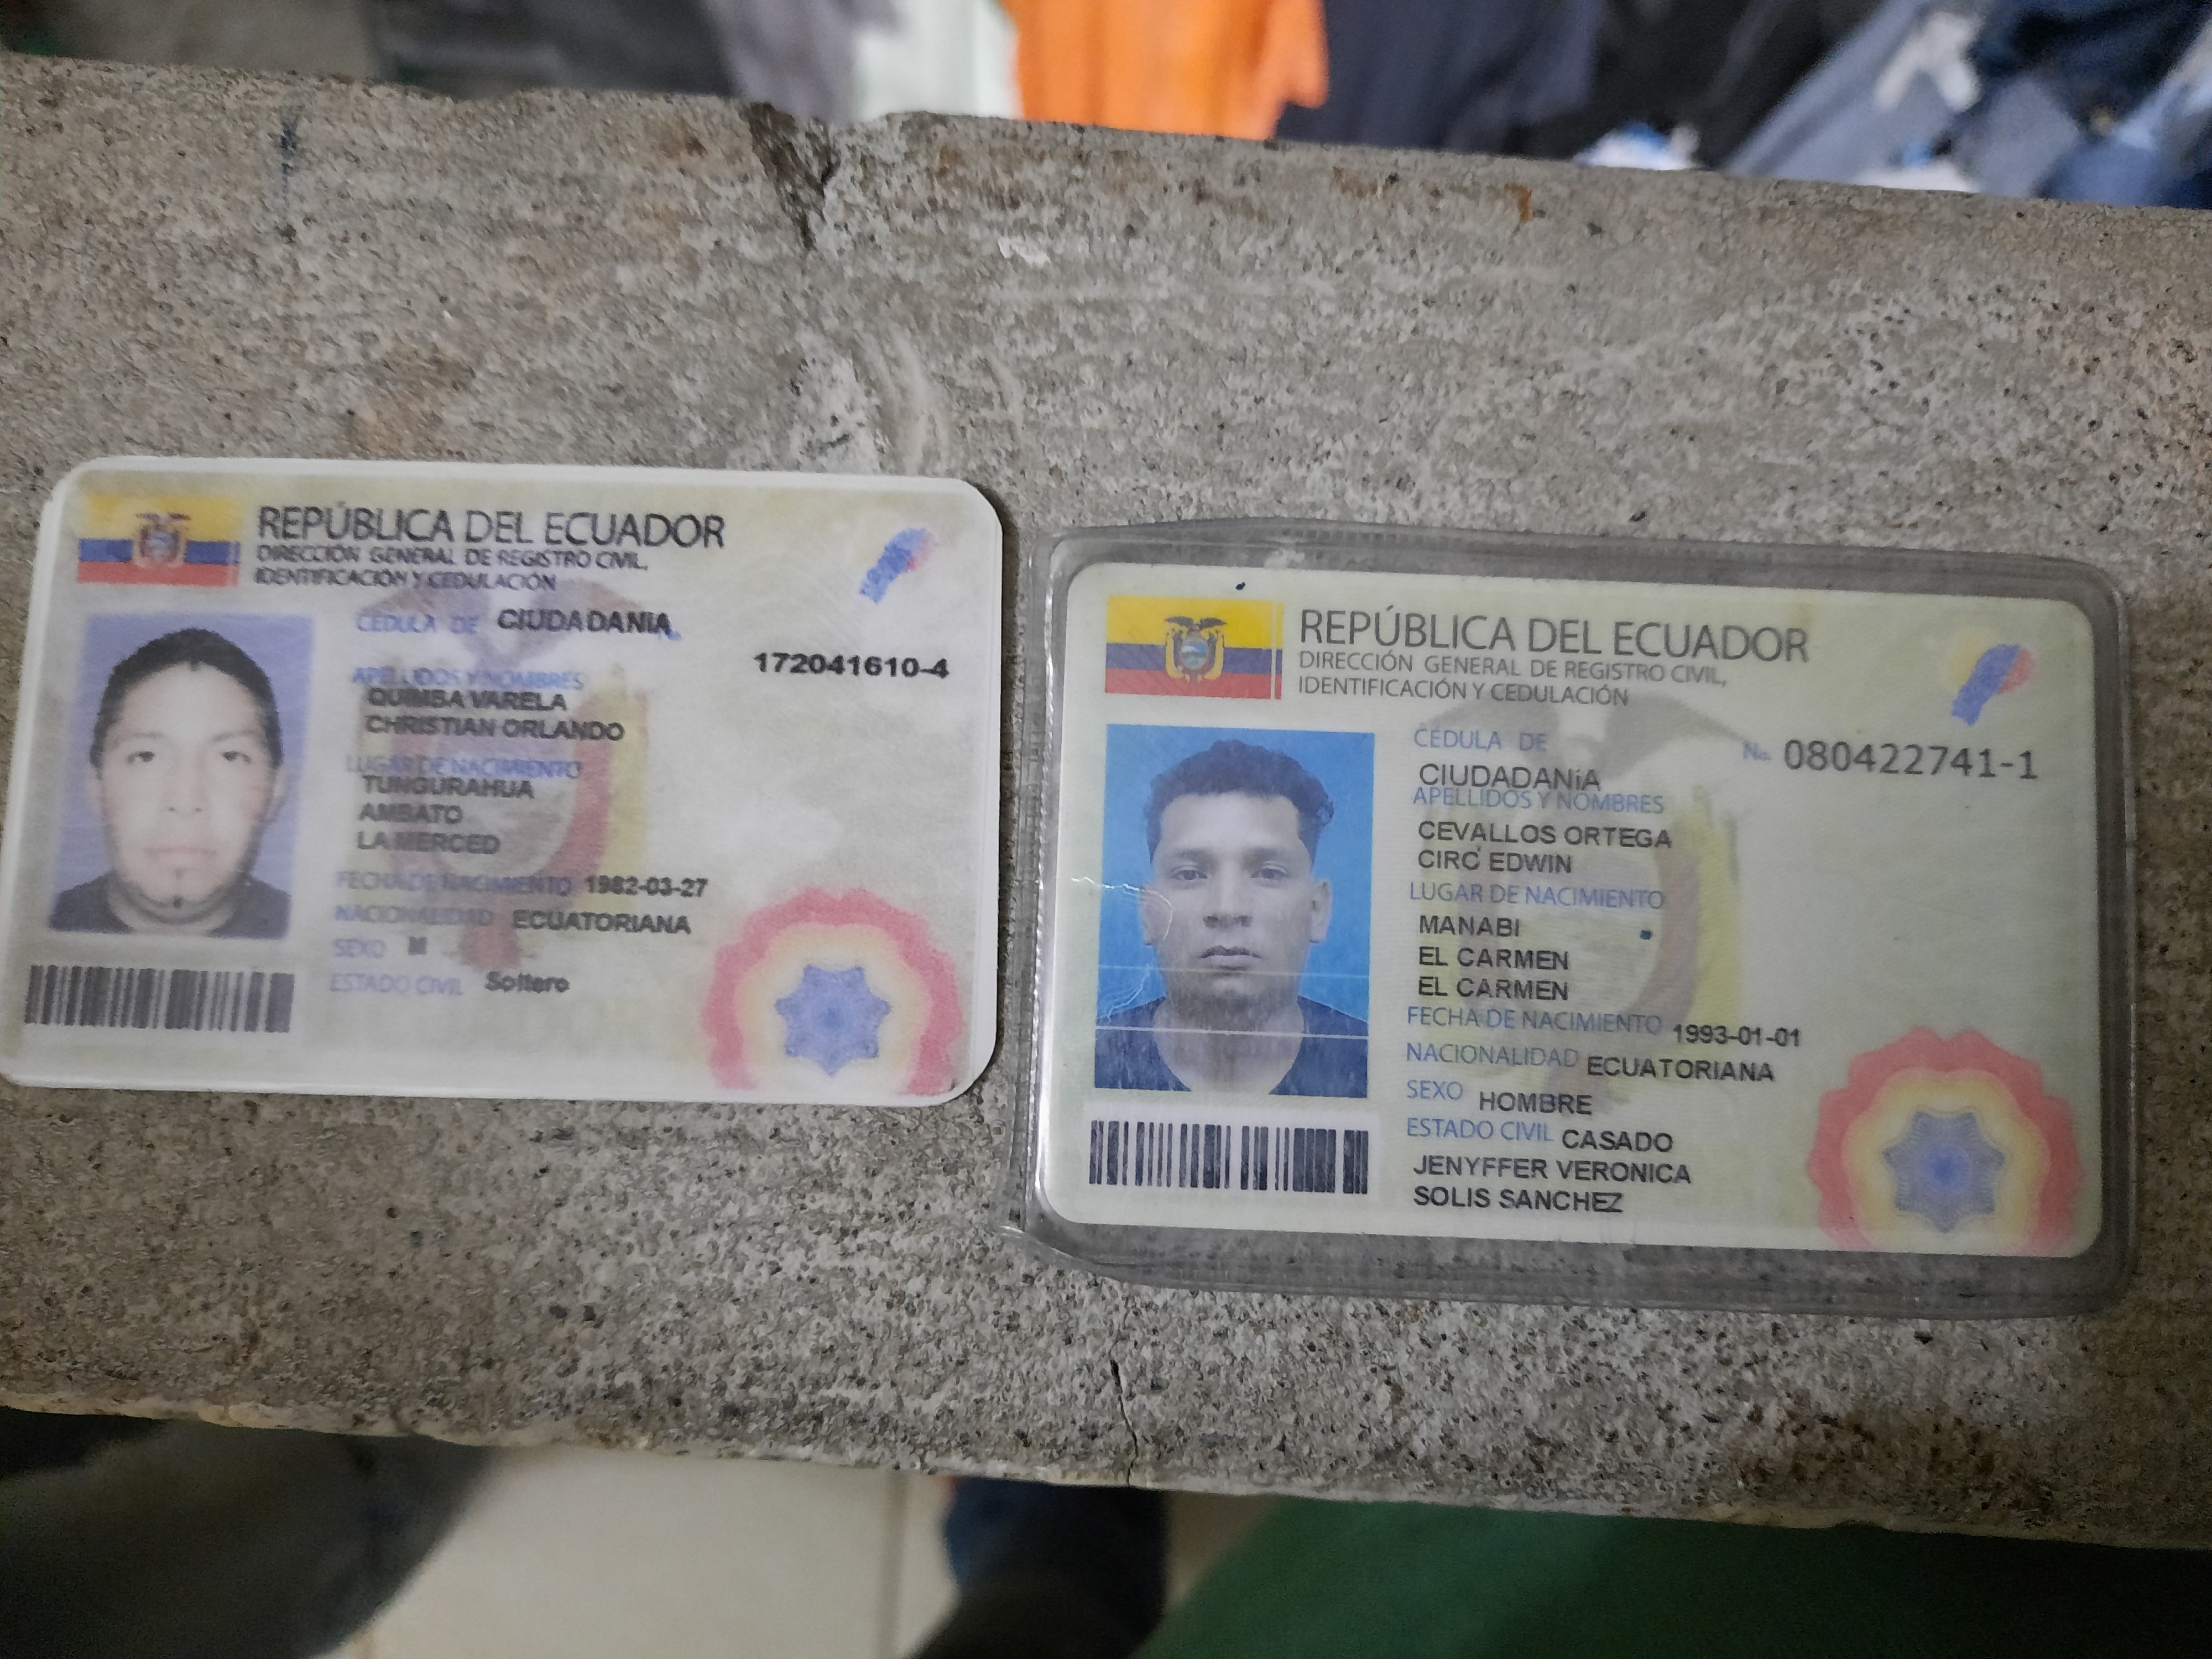 REPÚBLICA DEL ECUADOR
DIRECCIÓN GENERAL DE REGISTRO CIVIL,
IDENTIFICACIÓN Y CEDULACIÓN
CÉDULA DE CIUDADANÍA
172041610-4
APELLIDOS Y NOMBRES
QUIMBA VARELA
CHRISTIAN ORLANDO
LUGAR DE NACIMIENTO
TUNGURAHUA
AMBATO
LA MERCED
FECHA DE NACIMIENTO 1982-03-27
NACIONALIDAD ECUATORIANA
SEXO M
ESTADO CIVIL Soltero
REPÚBLICA DEL ECUADOR
DIRECCIÓN GENERAL DE REGISTRO CIVIL,
IDENTIFICACIÓN Y CEDULACIÓN
CÉDULA DE
No. 080422741-1
CIUDADANÍA
APELLIDOS Y NOMBRES
CEVALLOS ORTEGA
EDWIN
LUGAR DE NACIMIENTO
MANABI
EL CARMEN
EL CARMEN
FECHA DE NACIMIENTO 1993-01-01
NACIONALIDAD ECUATORIANA
SEXO HOMBRE
ESTADO CIVIL CASADO
JENYFFER VERONICA
SOLIS SANCHEZ